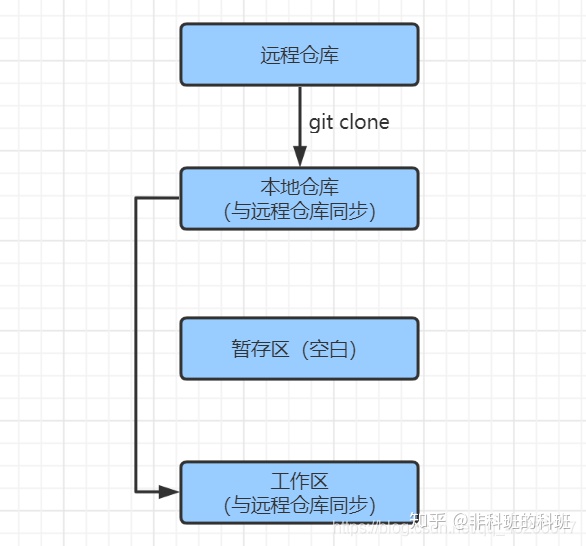 远程仓库
git clone
本地仓库
（与远程仓库同步）
暂存区（空白）
工作区
（与远程仓库同步）
知乎 @非科班的科班